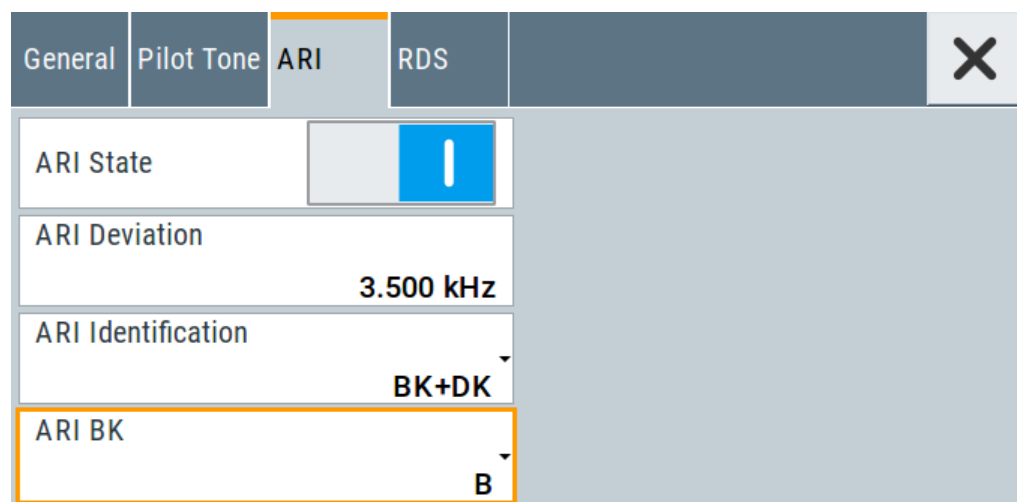 General Pilot Tone ARI RDS
ARI State
ARI Deviation
3.500 kHz
ARI Identification
BK+DK
ARI BK
B